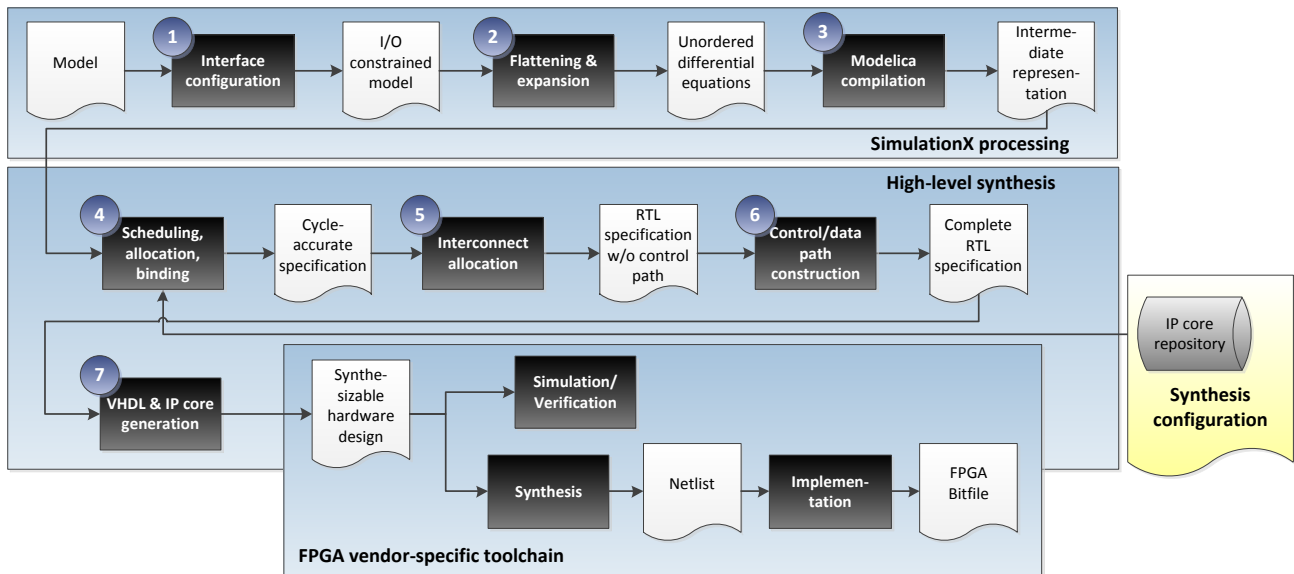 1
2
3
Model
Interface
configuration
I/O
constrained
model
Flattening &
expansion
Unordered
differential
equations
Modelica
compilation
Interme-
diate
represen-
tation
SimulationX processing
High-level synthesis
4
5
6
Scheduling,
allocation,
binding
Cycle-
accurate
specification
Interconnect
allocation
RTL
specification
w/o control
path
Control/data
path
construction
Complete
RTL
specification
IP core
repository
Synthesis
configuration
7
VHDL & IP core
generation
Synthe-
sizable
hardware
design
Simulation/
Verification
Synthesis
Netlist
Implemen-
tation
FPGA
Bitfile
FPGA vendor-specific toolchain